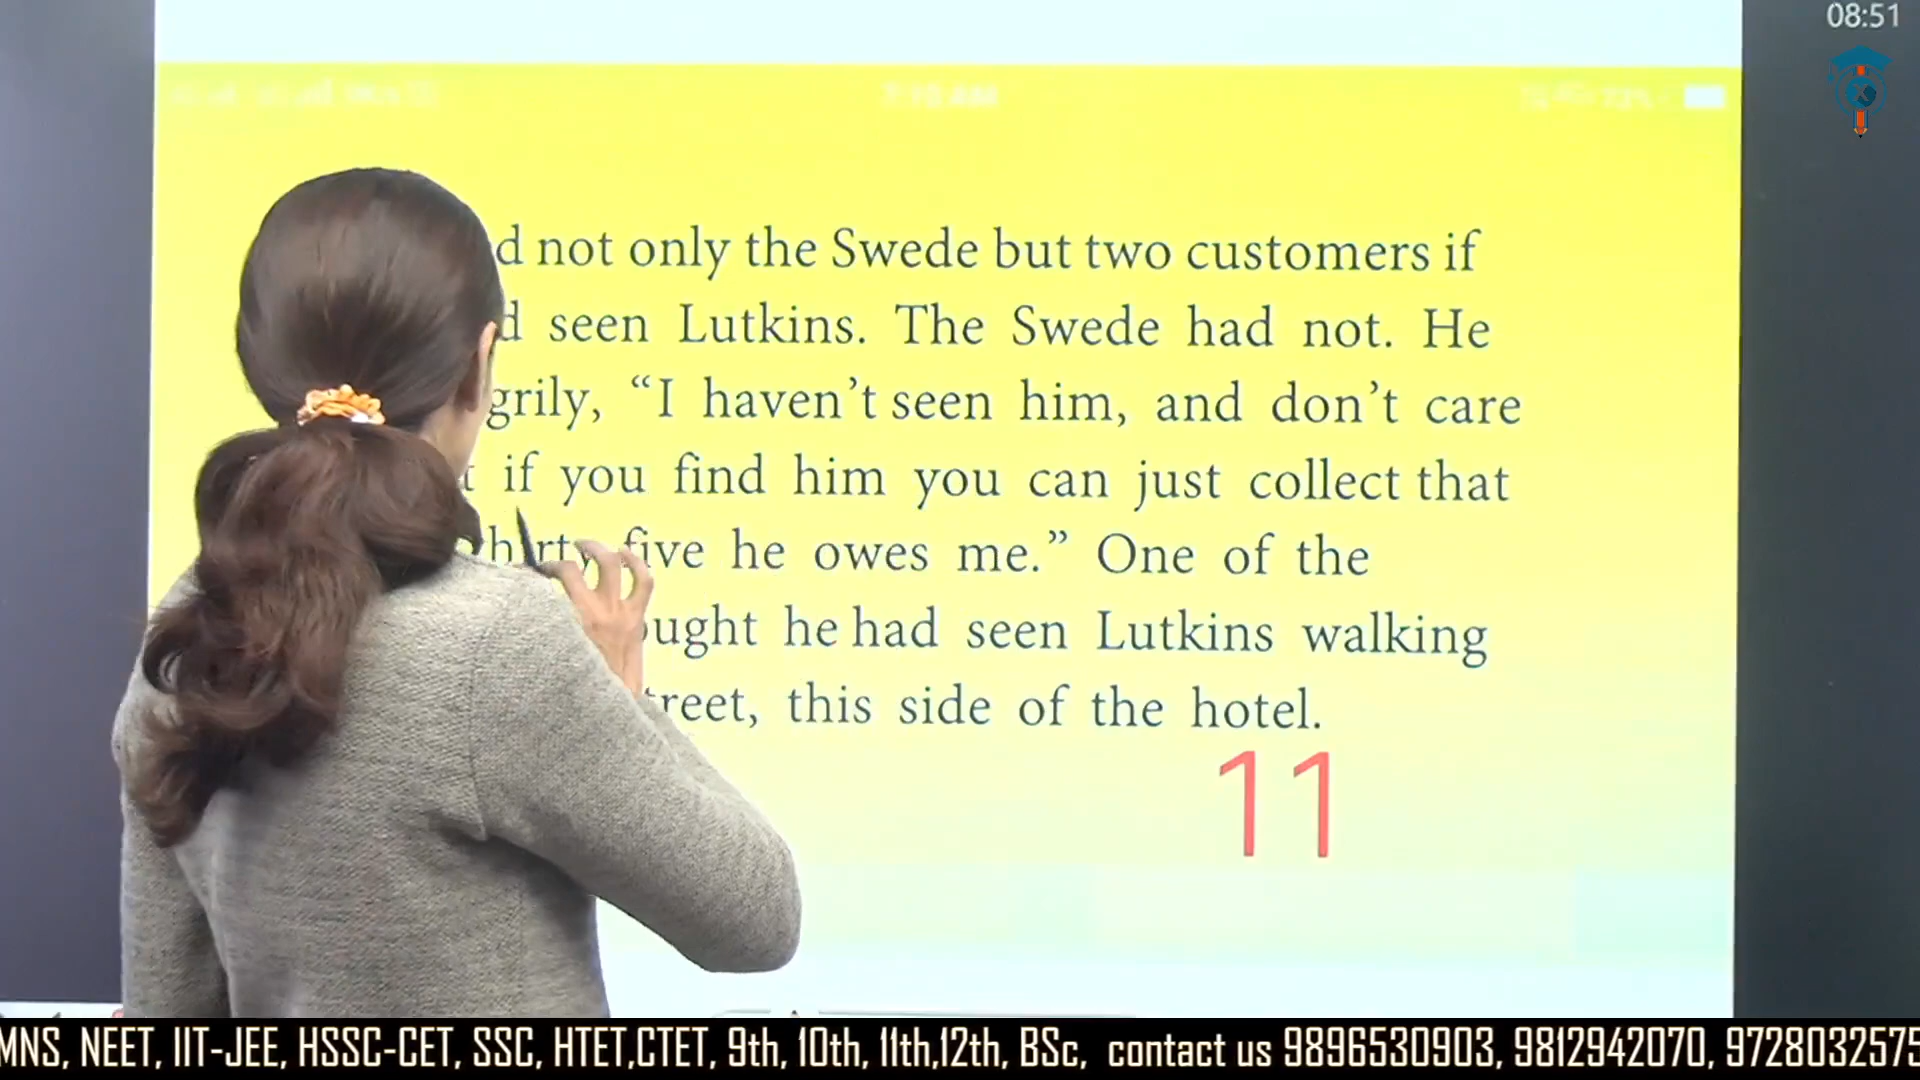 08:51
not only the Swede but two customers if
seen Lutkins. The Swede had not. He
"I haven't seen him, and don't care
if you find him you can just collect that
five he owes me." One of the
he had seen Lutkins walking
this side of the hotel.
11
MNS, NEET, IIT-JEE, HSSC-CET, SSC, HTET,CTET, 9th, 10th, 11th,12th, BSc, contact us 9896530903, 9812942070, 9728032575